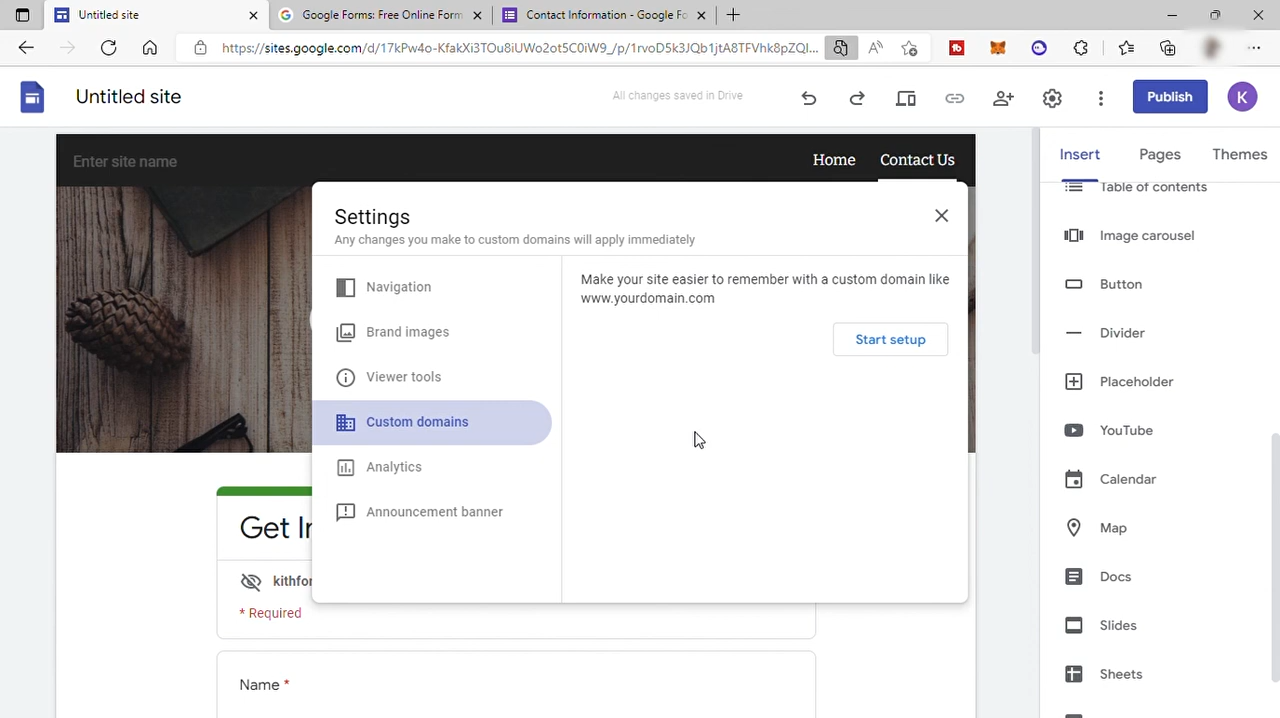 Untitled site
Google Forms: Free Online Form
Contact Information - Google Fo
https://sites.google.com/d/17kPw4o-KfakXi3TOu8iUWo2ot5C0iW9_/p/1rvoD5k3JQb1jtA8TFVhk8pZQI...
Untitled site
All changes saved in Drive
Publish
K
Enter site name
Home
Contact Us
Insert
Pages
Themes
Settings
Any changes you make to custom domains will apply immediately
Navigation
Brand images
Viewer tools
Custom domains
Analytics
Announcement banner
Make your site easier to remember with a custom domain like
www.yourdomain.com
Start setup
Get I
kithfor
* Required
Name *
Table of contents
Image carousel
Button
Divider
Placeholder
YouTube
Calendar
Map
Docs
Slides
Sheets